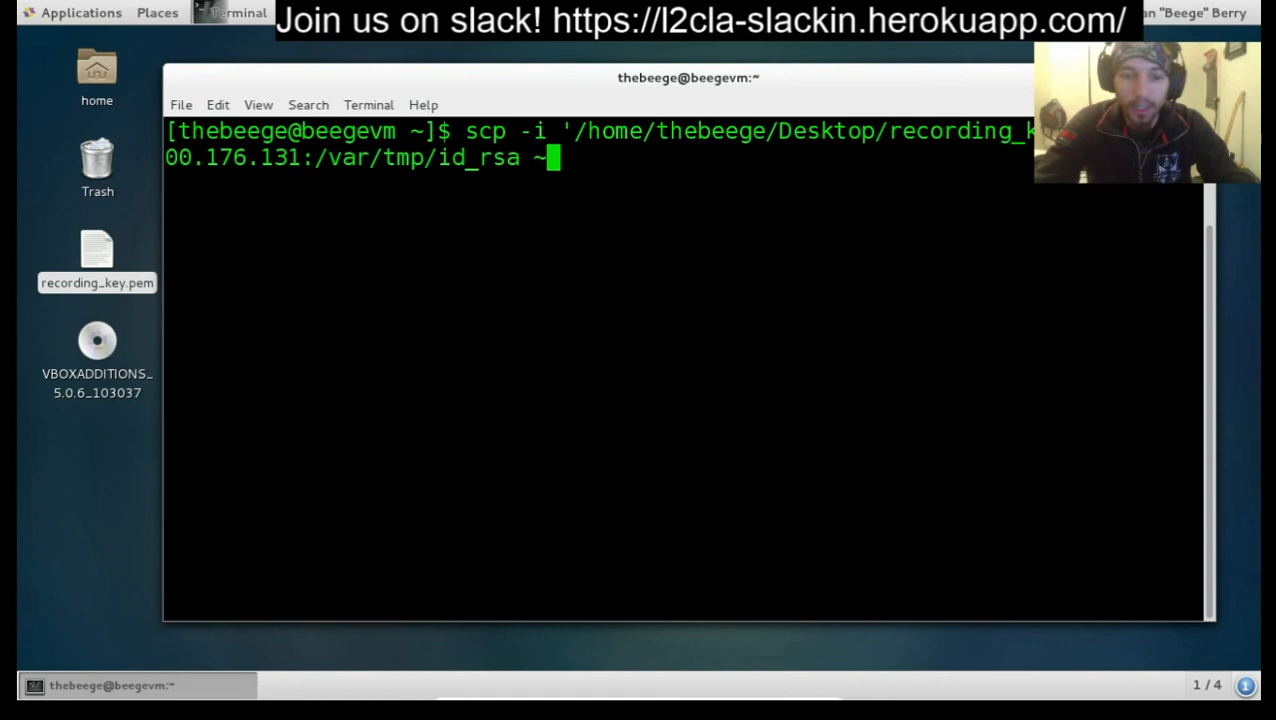 Applications Places Terminal
Join us on slack! https://l2cla-slackin.herokuapp.com/
"Beege" Berry
thebeege@beegevm:~
File Edit View Search Terminal Help
[thebeege@beegevm ~]$ scp -i '/home/thebeege/Desktop/recording_
00.176.131:/var/tmp/id_rsa ~
home
Trash
recording_key.pem
VBOXADDITIONS_
5.0.6_103037
thebeege@beegevm:~
1 / 4
1